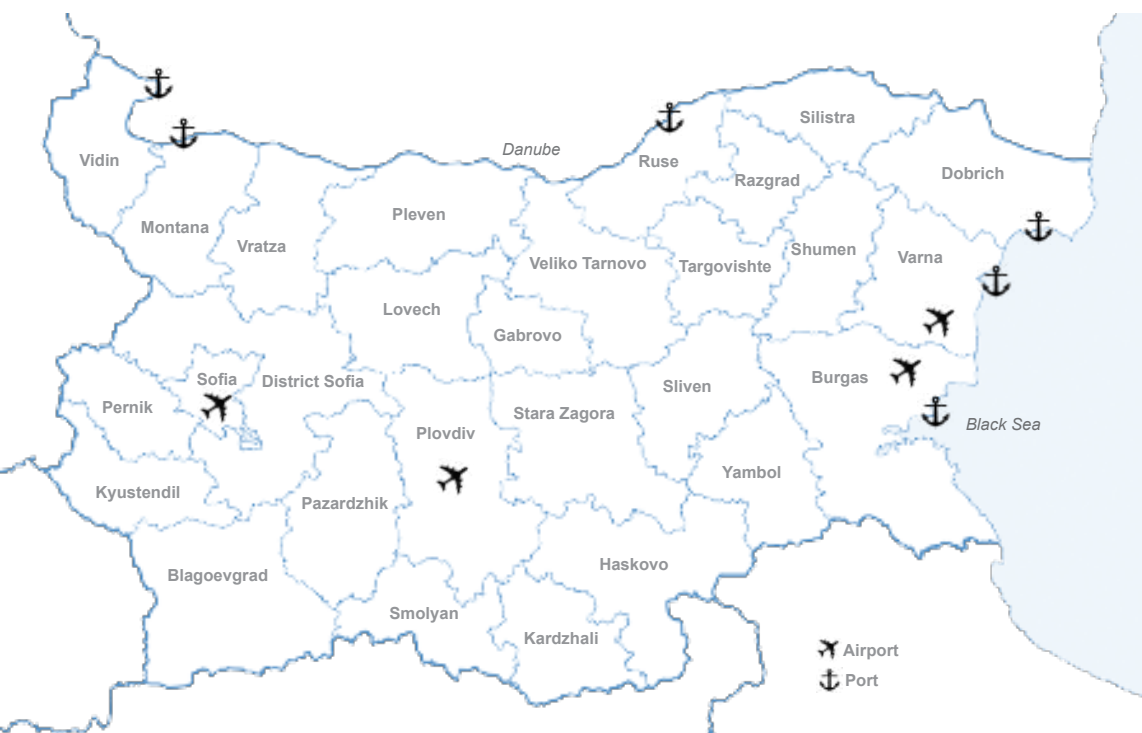 Silistra
Danube
Vidin
Ruse
Dobrich
Razgrad
Pleven
Montana
Vratza
Shumen
Varna
Veliko Tarnovo
Targovishte
Lovech
Gabrovo
Sofia
District Sofia
Burgas
Sliven
Pernik
Stara Zagora
Plovdiv
Black Sea
Yambol
Kyustendil
Pazardzhik
Haskovo
Blagoevgrad
Smolyan
Kardzhali
Airport
Port